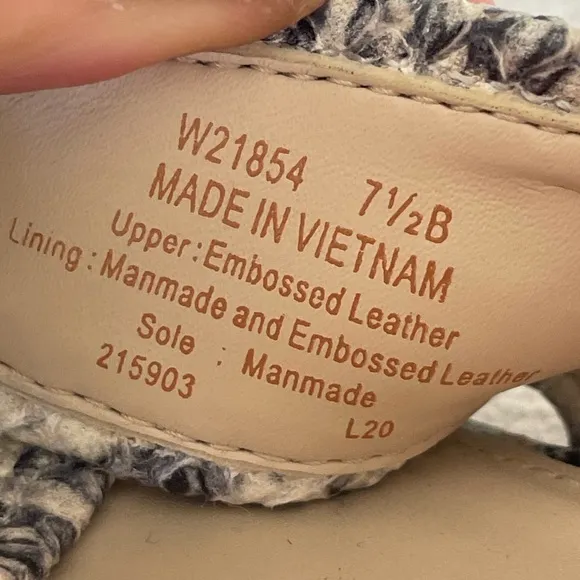 W21854 7½B
MADE IN VIETNAM
Upper: Embossed Leather
Lining: Manmade and Embossed Leather
Sole : Manmade
215903 L20